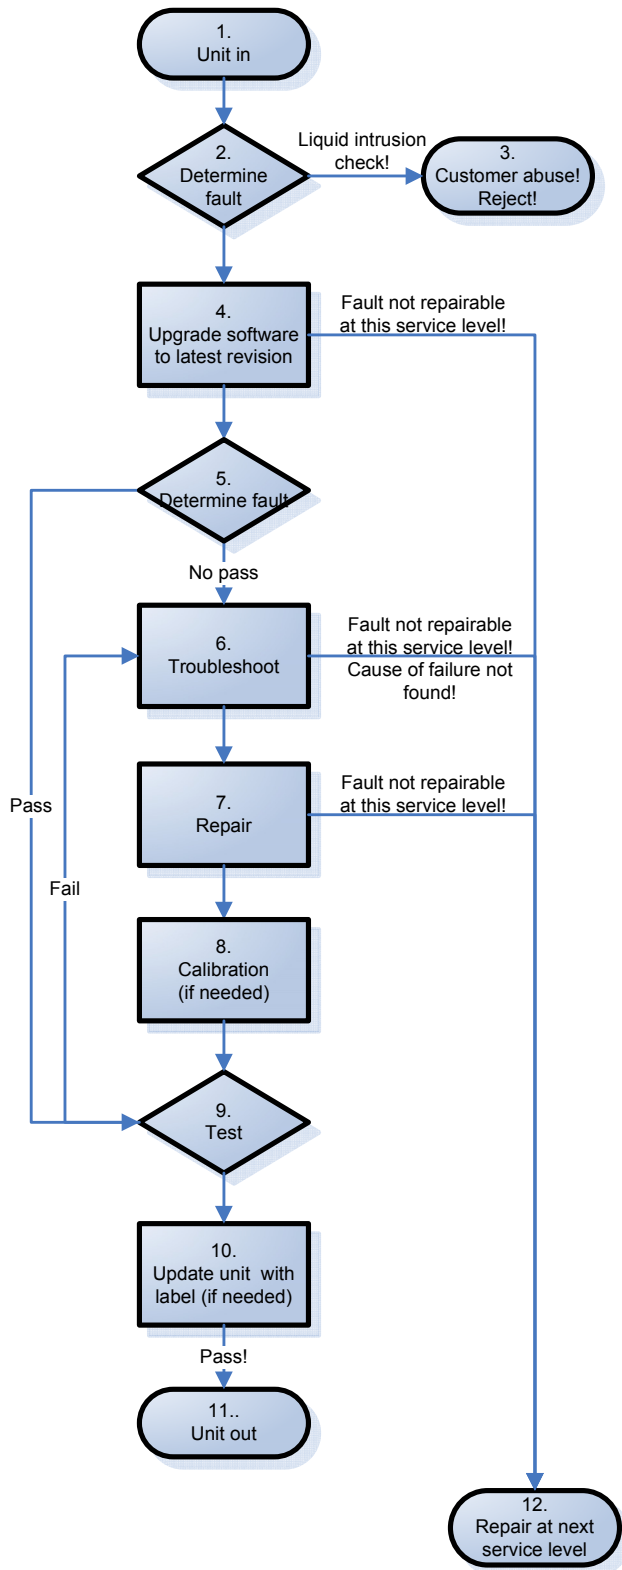 1.
Unit in
2.
Determine
fault
Liquid intrusion
check!
3.
Customer abuse!
Reject!
4.
Upgrade software
to latest revision
Fault not repairable
at this service level!
5.
Determine fault
No pass
6.
Troubleshoot
Fault not repairable
at this service level!
Cause of failure not
found!
7.
Repair
Fault not repairable
at this service level!
Pass
Fail
8.
Calibration
(if needed)
9.
Test
10.
Update unit with
label (if needed)
Pass!
11..
Unit out
12.
Repair at next
service level